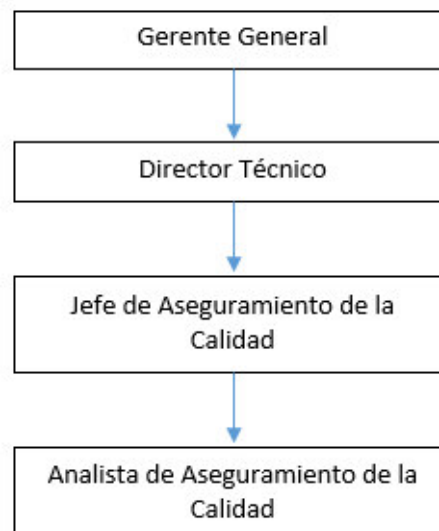 Gerente General
Director Técnico
Jefe de Aseguramiento de la
Calidad
Analista de Aseguramiento de la
Calidad